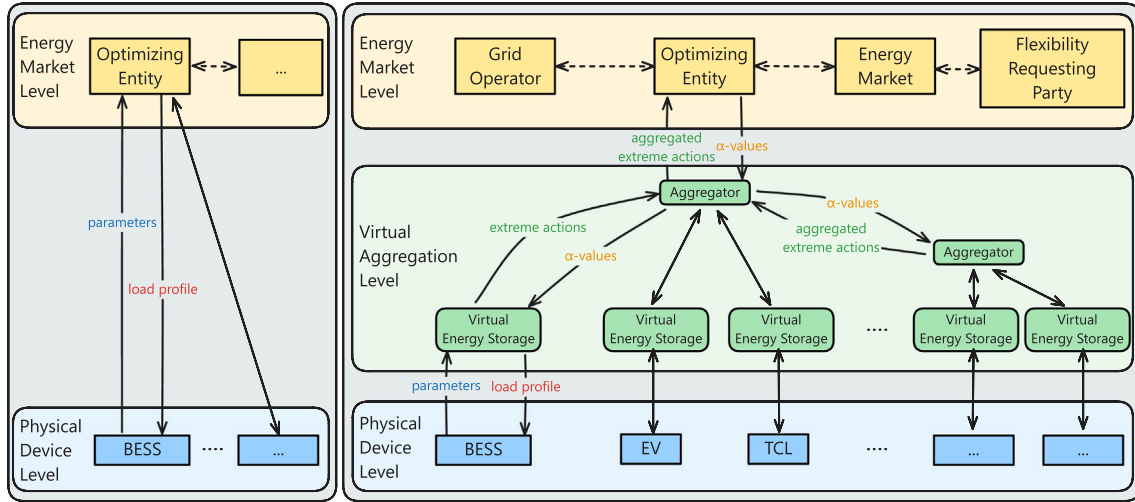 Energy
Market
Level
Optimizing
Entity
...
parameters
load profile
Physical
Device
Level
BESS
....
...
Energy
Market
Level
Grid
Operator
Optimizing
Entity
Energy
Market
Flexibility
Requesting
Party
aggregated
extreme actions
α-values
Virtual
Aggregation
Level
Aggregator
extreme actions
α-values
α-values
aggregated
extreme actions
Aggregator
Virtual
Energy Storage
Virtual
Energy Storage
Virtual
Energy Storage
....
Virtual
Energy Storage
Virtual
Energy Storage
parameters
load profile
Physical
Device
Level
BESS
EV
TCL
....
...
...